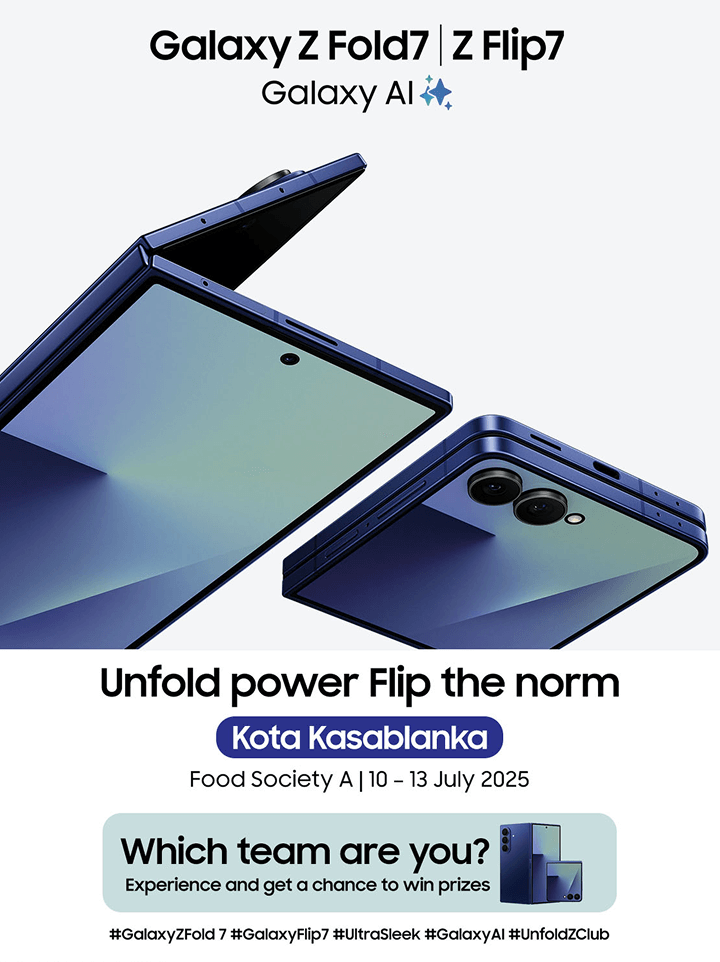 Galaxy Z Fold7 | Z Flip7
Galaxy AI
Unfold power Flip the norm
Kota Kasablanka
Food Society A | 10 – 13 July 2025
Which team are you?
Experience and get a chance to win prizes
#GalaxyZFold 7 #GalaxyFlip7 #UltraSleek #GalaxyAI #UnfoldZClub